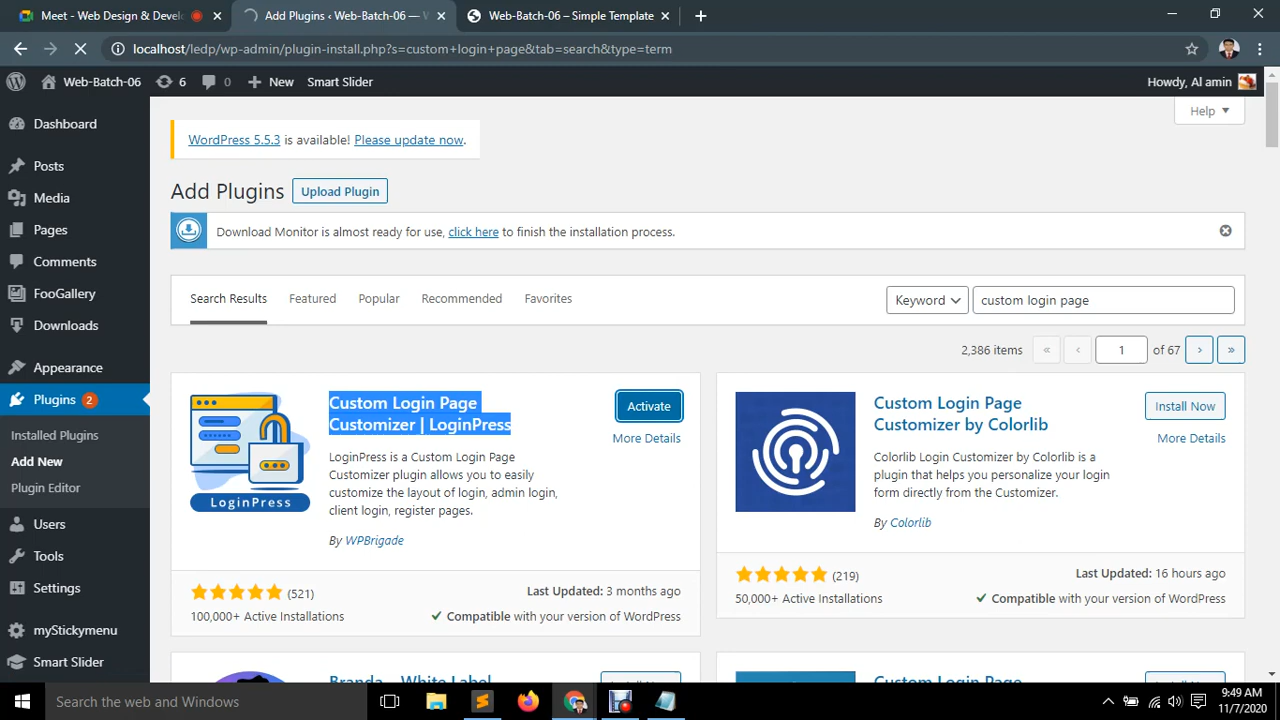 Meet - Web Design & Develo
Add Plugins ‹ Web-Batch-06 — W
Web-Batch-06 – Simple Template
localhost/ledp/wp-admin/plugin-install.php?s=custom+login+page&tab=search&type=term
Web-Batch-06
6
0
New
Smart Slider
Howdy, Al amin
Dashboard
Posts
Media
Pages
Comments
FooGallery
Downloads
Appearance
Plugins 2
Installed Plugins
Add New
Plugin Editor
Users
Tools
Settings
myStickymenu
Smart Slider
Help
WordPress 5.5.3 is available! Please update now.
Add Plugins
Upload Plugin
Download Monitor is almost ready for use, click here to finish the installation process.
Search Results
Featured
Popular
Recommended
Favorites
Keyword
custom login page
2,386 items
«
‹
1
of 67
›
»
Custom Login Page
Customizer | LoginPress
Activate
More Details
LoginPress is a Custom Login Page
Customizer plugin allows you to easily
customize the layout of login, admin login,
client login, register pages.
By WPBrigade
LoginPress
(521)
100,000+ Active Installations
Last Updated: 3 months ago
Compatible with your version of WordPress
Custom Login Page
Customizer by Colorlib
Install Now
More Details
Colorlib Login Customizer by Colorlib is a
plugin that helps you personalize your login
form directly from the Customizer.
By Colorlib
(219)
50,000+ Active Installations
Last Updated: 16 hours ago
Compatible with your version of WordPress
Branda – White Label
Custom Login Page
Search the web and Windows
9:49 AM
11/7/2020